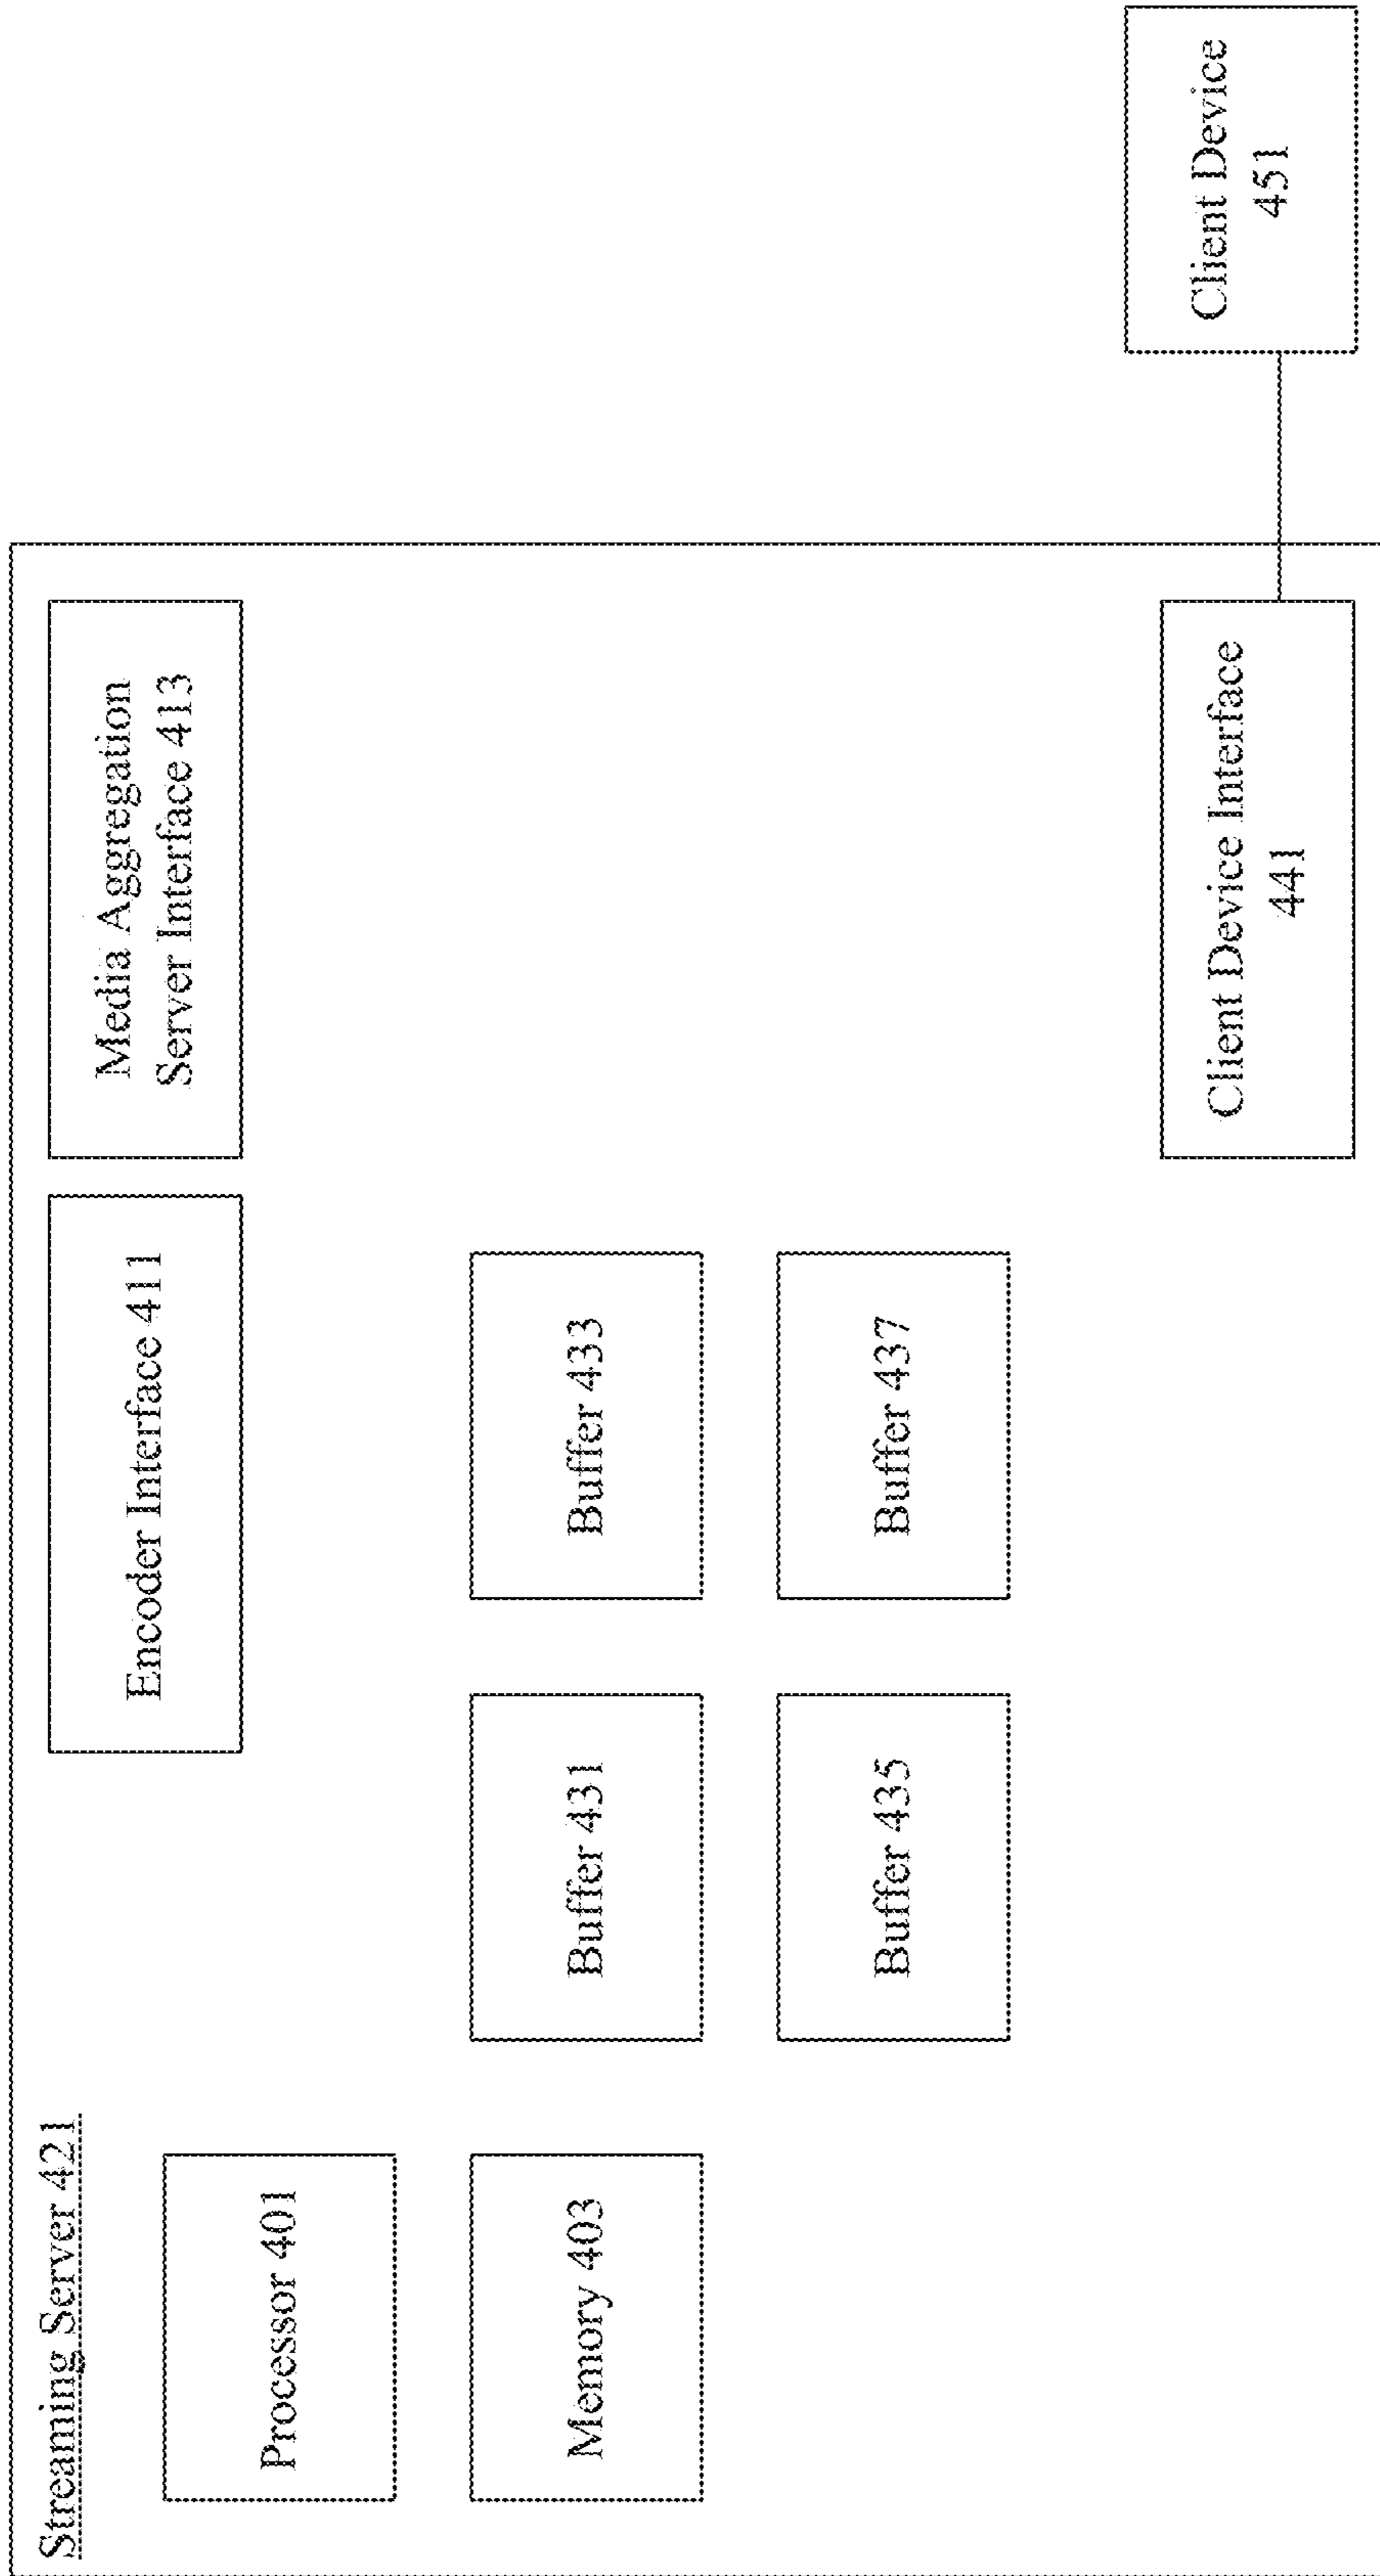 Streaming Server 421
Encoder Interface 411
Media Aggregation
Server Interface 413
Processor 401
Memory 403
Buffer 431
Buffer 433
Buffer 435
Buffer 437
Client Device Interface
441
Client Device
451